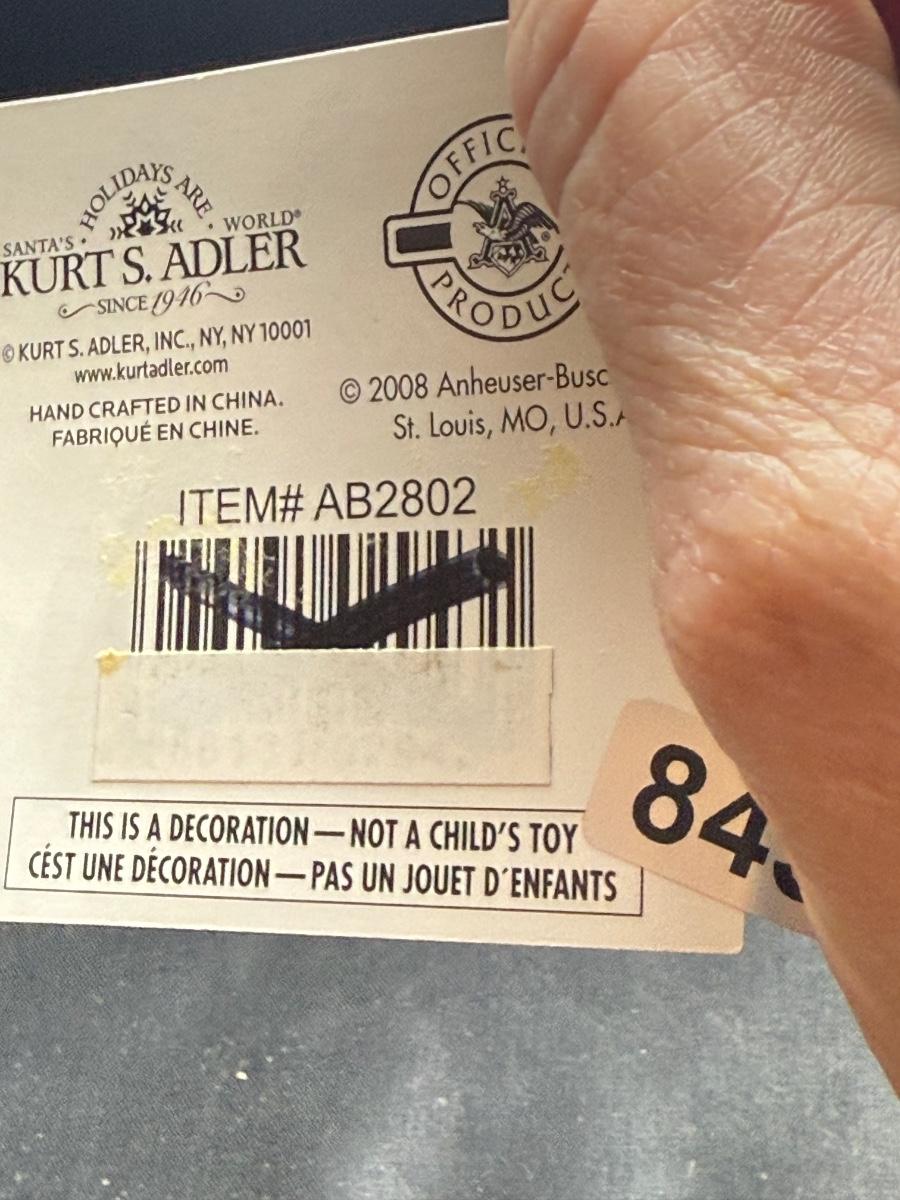 HOLIDAYS ARE
SANTA'S · · WORLD®
KURT S. ADLER
SINCE 1946
© KURT S. ADLER, INC., NY, NY 10001
www.kurtadler.com
HAND CRAFTED IN CHINA.
FABRIQUÉ EN CHINE.
OFFICIA
PRODUCT
®
© 2008 Anheuser-Busc
St. Louis, MO, U.S.A
ITEM# AB2802
THIS IS A DECORATION — NOT A CHILD'S TOY
CÉST UNE DÉCORATION — PAS UN JOUET D´ENFANTS
84